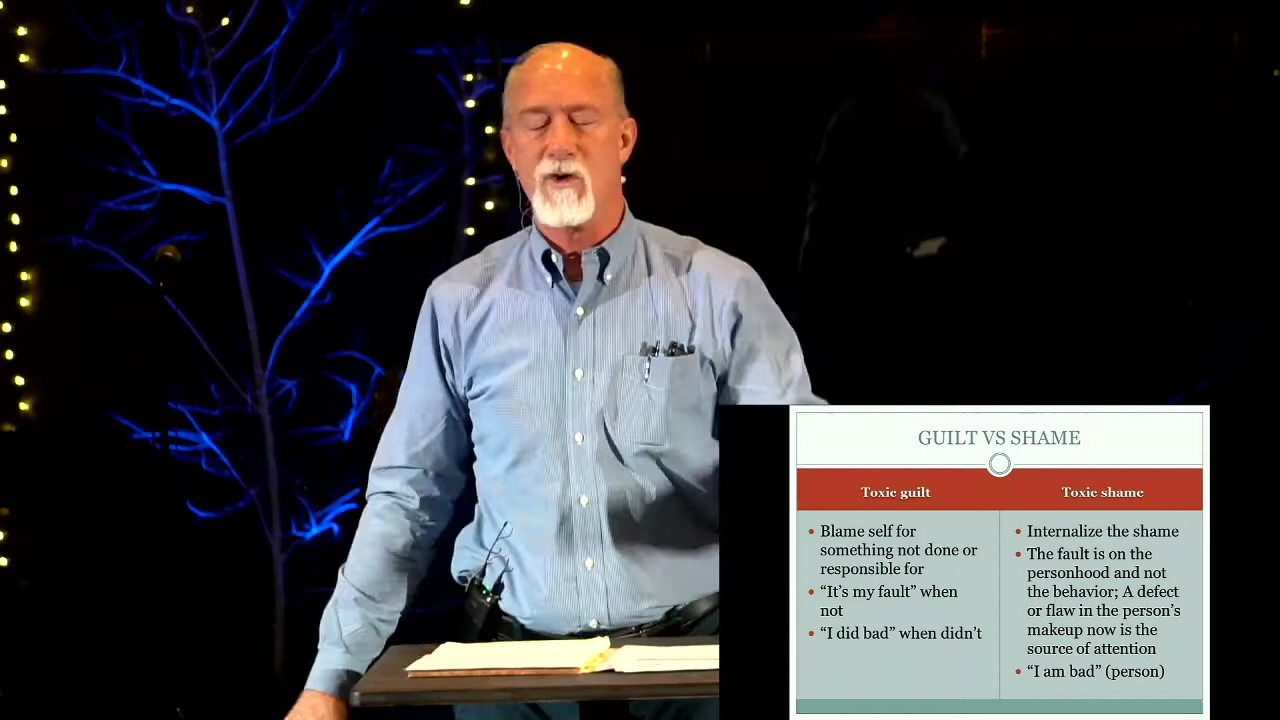 GUILT VS SHAME
Toxic guilt
• Blame self for
something not done or
responsible for
• “It’s my fault” when
not
• “I did bad” when didn’t
Toxic shame
• Internalize the shame
• The fault is on the
personhood and not
the behavior; A defect
or flaw in the person’s
makeup now is the
source of attention
• “I am bad” (person)